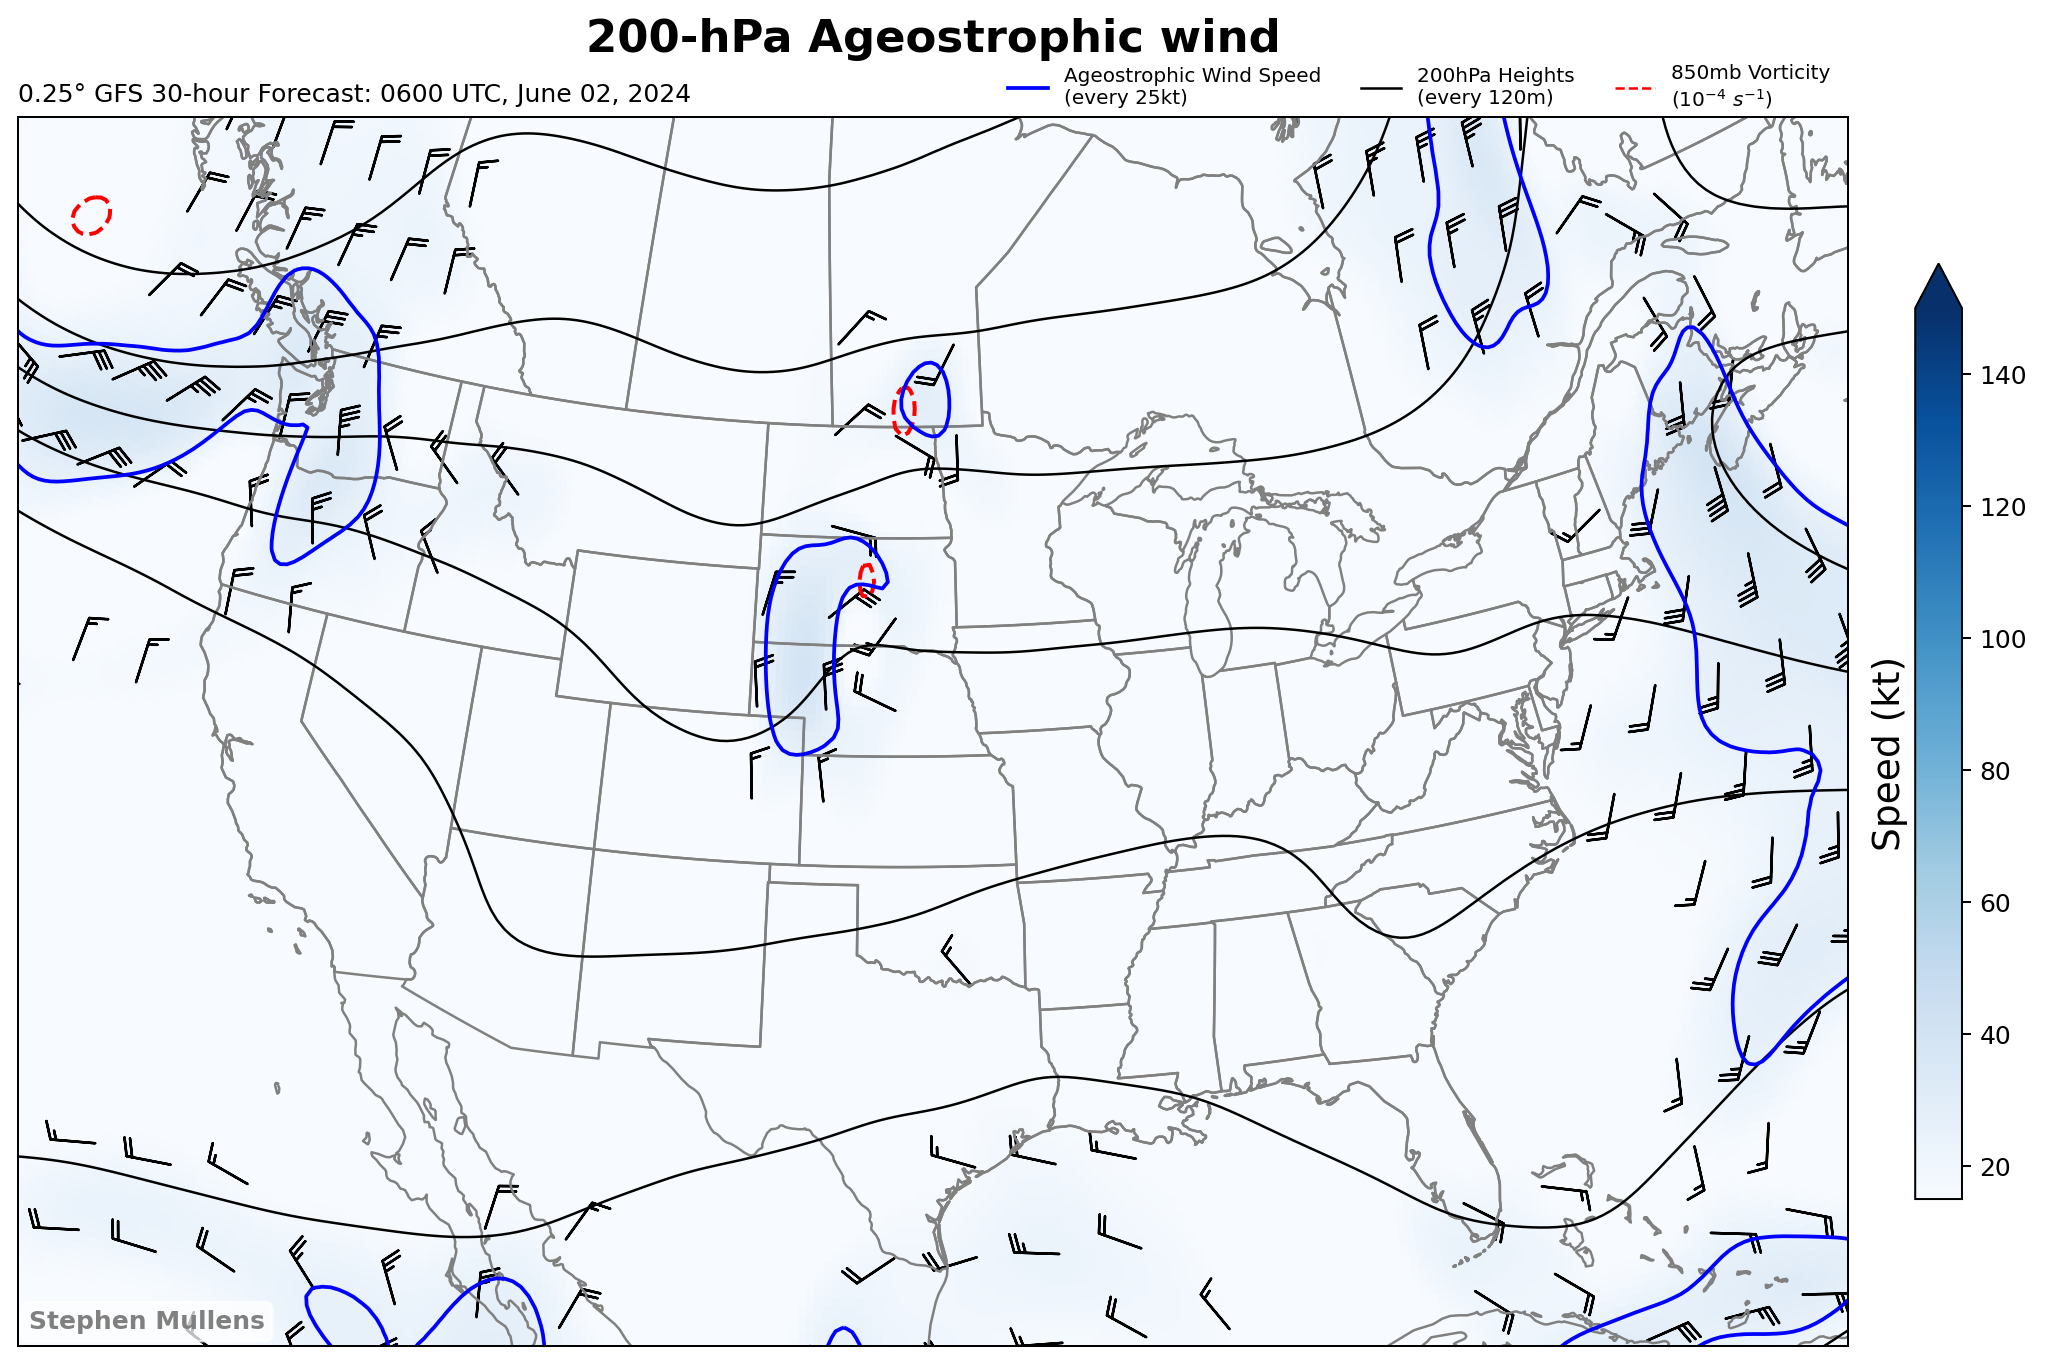 200-hPa Ageostrophic wind
0.25° GFS 30-hour Forecast: 0600 UTC, June 02, 2024
Ageostrophic Wind Speed
(every 25kt)
200hPa Heights
(every 120m)
850mb Vorticity
(10⁻⁴ s⁻¹)
140
120
100
80
60
40
20
Speed (kt)
Stephen Mullens